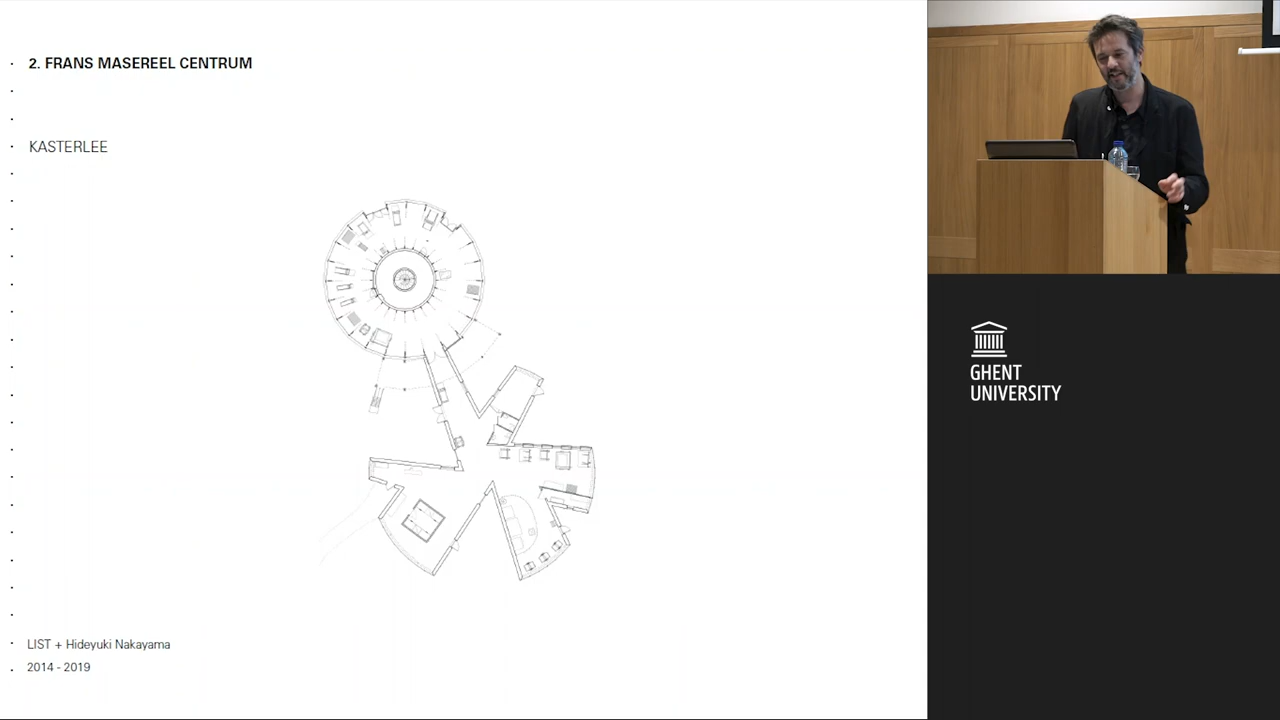 2. FRANS MASEREEL CENTRUM
KASTERLEE
LIST + Hideyuki Nakayama
2014 - 2019
GHENT
UNIVERSITY